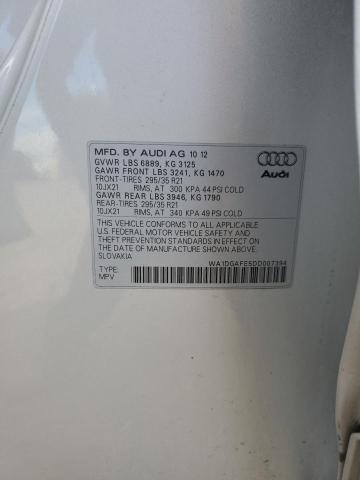 MFD. BY AUDI AG 10 12
GVWR LBS 6889, KG 3125
GAWR FRONT LBS 3241, KG 1470
FRONT-TIRES 295/35 R21
10JX21 RIMS, AT 300 KPA 44 PSI COLD
GAWR REAR LBS 3946, KG 1790
REAR-TIRES 295/35 R21
10JX21 RIMS, AT 340 KPA 49 PSI COLD
THIS VEHICLE CONFORMS TO ALL APPLICABLE
U.S. FEDERAL MOTOR VEHICLE SAFETY AND
THEFT PREVENTION STANDARDS IN EFFECT ON
THE DATE OF MANUFACTURE SHOWN ABOVE.
SLOVAKIA
Audi
WA1DGAFE5DD007394
TYPE:
MPV